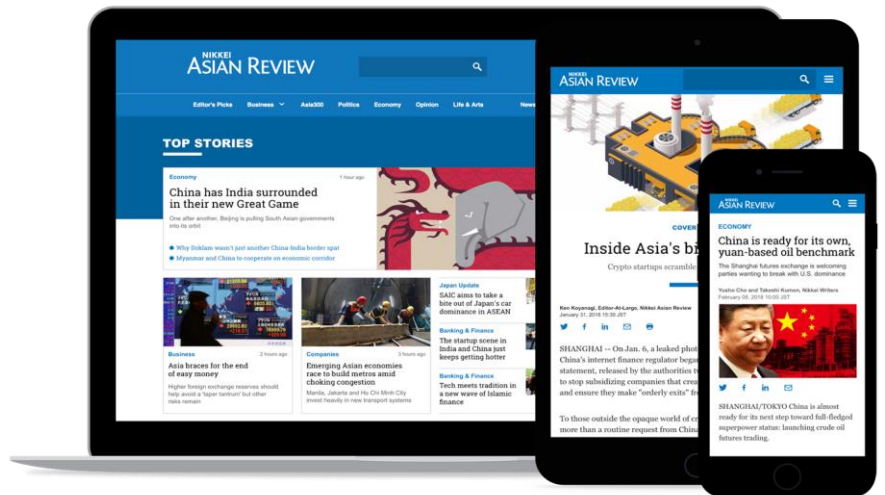 NIKKEI
ASIAN REVIEW
Editor's Picks Business Asia300 Politics Economy Opinion Life & Arts News
TOP STORIES
Economy
1 hour ago
China has India surrounded
in their new Great Game
One after another, Beijing is pulling South Asian governments
into its orbit
Why Doklam wasn't just another China-India border spat
Myanmar and China to cooperate on economic corridor
Business
2 hours ago
Asia braces for the end
of easy money
Higher foreign exchange reserves should
help avoid a 'taper tantrum' but other
risks remain
Companies
3 hours ago
Emerging Asian economies
race to build metros amid
choking congestion
Manila, Jakarta and Ho Chi Minh City
invest heavily in new transport systems
Japan Update
SAIC aims to take a
bite out of Japan's car
dominance in ASEAN
Banking & Finance
The startup scene in
India and China just
keeps getting hotter
Banking & Finance
Tech meets tradition in
a new wave of Islamic
finance
NIKKEI
ASIAN REVIEW
COVER
Inside Asia's bi
Crypto startups scramble
Ken Koyanagi, Editor-At-Large, Nikkei Asian Review
January 31, 2018 10:30 JST
SHANGHAI -- On Jan. 6, a leaked phot
China's internet finance regulator began
statement, released by the authorities t
to stop subsidizing companies that crea
and ensure they make "orderly exits" fr
To those outside the opaque world of cr
more than a routine request from China
NIKKEI
ASIAN REVIEW
ECONOMY
China is ready for its own,
yuan-based oil benchmark
The Shanghai futures exchange is welcoming
parties wanting to break with U.S. dominance
Yusho Cho and Takeshi Kumon, Nikkei Writers
February 06, 2018 10:00 JST
SHANGHAI/TOKYO China is almost
ready for its next step toward full-fledged
superpower status: launching crude oil
futures trading.